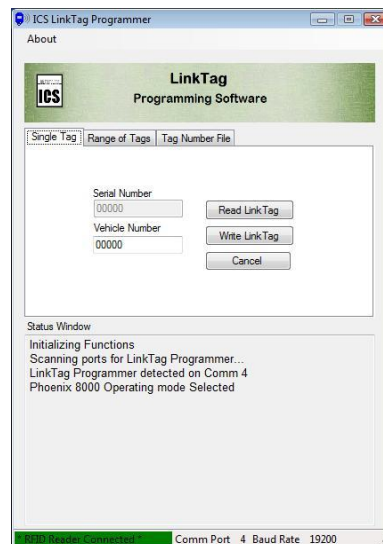 ICS LinkTag Programmer
About
ICS
LinkTag
Programming Software
Single Tag Range of Tags Tag Number File
Serial Number
00000
Read LinkTag
Vehicle Number
00000
Write LinkTag
Cancel
Status Window
Initializing Functions
Scanning ports for LinkTag Programmer...
LinkTag Programmer detected on Comm 4
Phoenix 8000 Operating mode Selected
* RFID Reader Connected * Comm Port 4 Baud Rate 19200